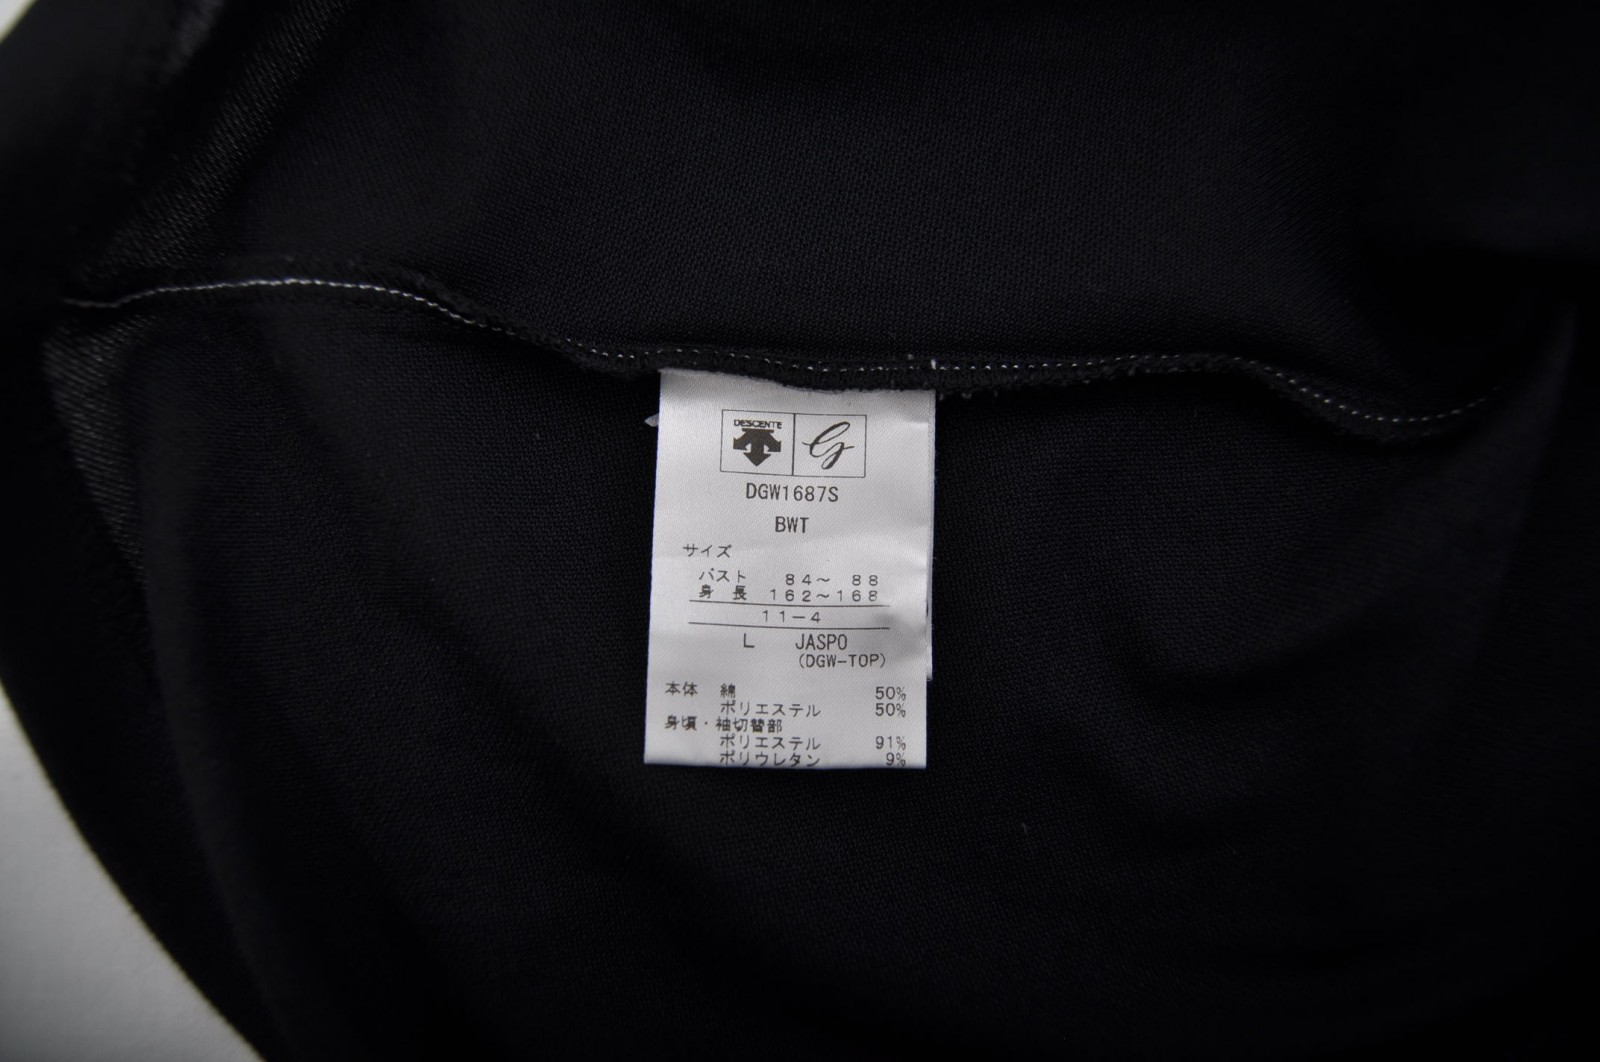 DESCENTE
G
DGW1687S
BWT
サイズ
バスト 84～ 88
身 長 162～168
11-4
L JASPO
(DGW-TOP)
本体 綿 50%
ポリエステル 50%
身頃・袖切替部
ポリエステル 91%
ポリウレタン 9%